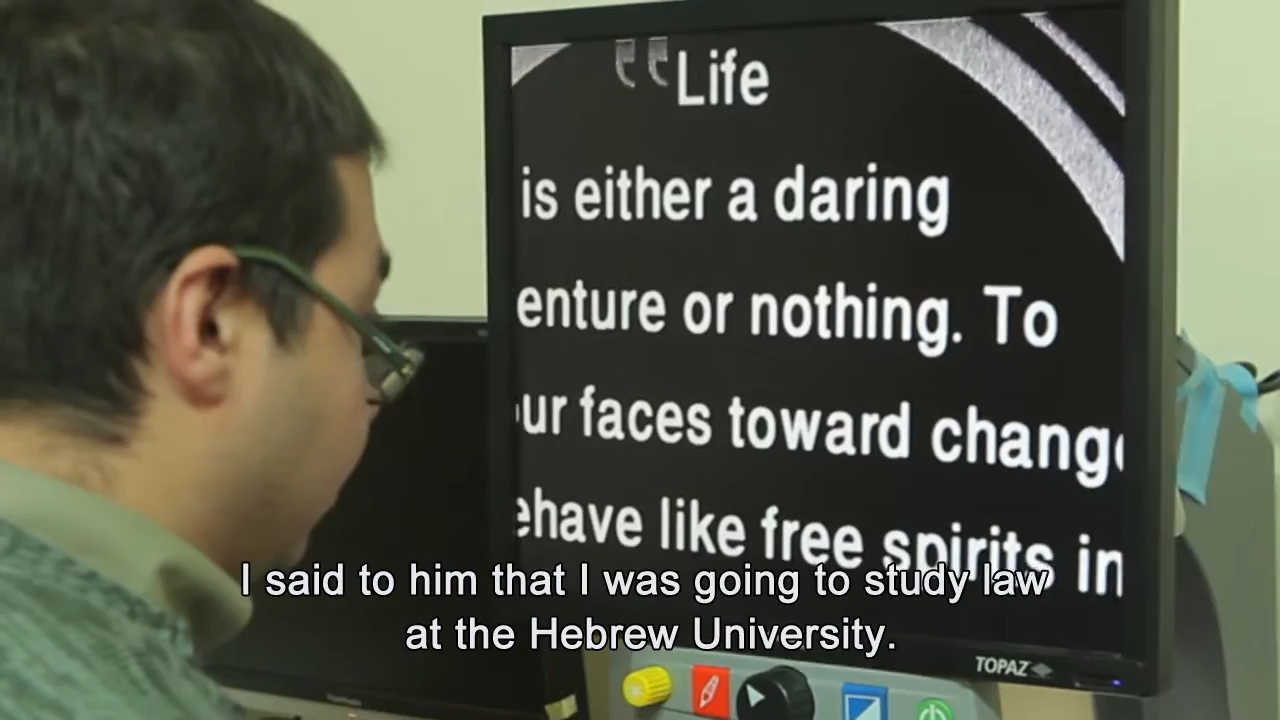 “Life
is either a daring
enture or nothing. To
ur faces toward chang
ehave like free spirits in
I said to him that I was going to study law
at the Hebrew University.
TOPAZ